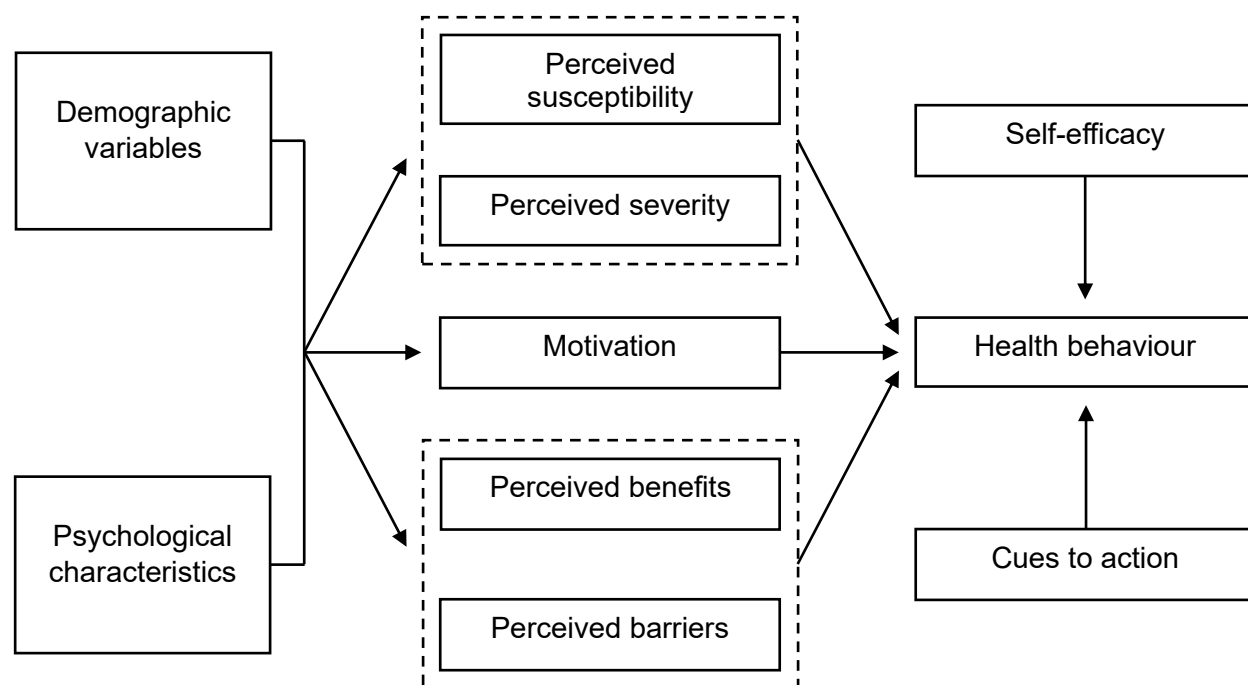 Demographic
variables
Psychological
characteristics
Perceived
susceptibility
Perceived severity
Motivation
Perceived benefits
Perceived barriers
Self-efficacy
Health behaviour
Cues to action